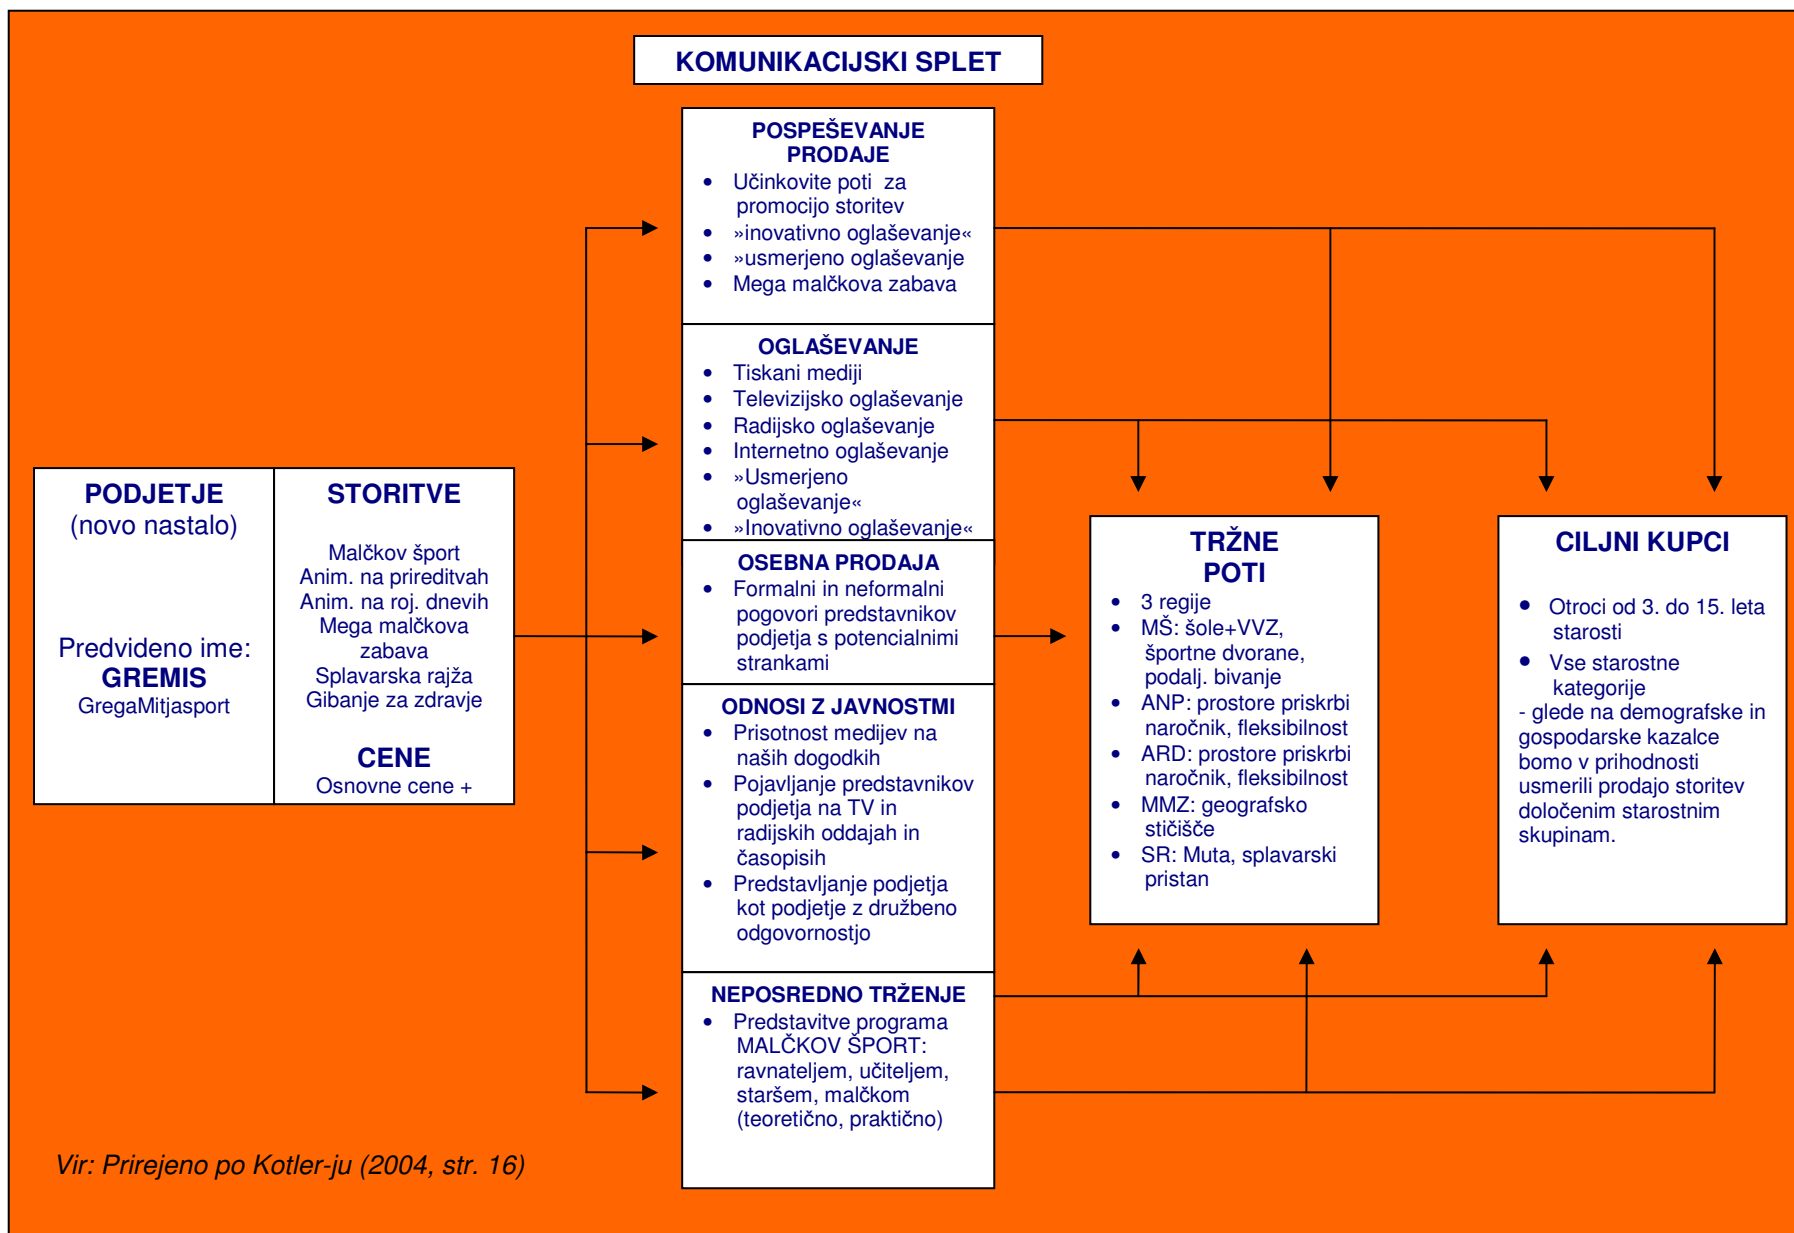 KOMUNIKACIJSKI SPLET
PODJETJE
(novo nastalo)
Predvideno ime:
GREMIS
GregaMitjasport
STORITVE
Malčkov šport
Anim. na prireditvah
Anim. na roj. dnevih
Mega malčkova
zabava
Splavarska rajža
Gibanje za zdravje
CENE
Osnovne cene +
POSPEŠEVANJE
PRODAJE
• Učinkovite poti za
promocijo storitev
• »inovativno oglaševanje«
• »usmerjeno oglaševanje
• Mega malčkova zabava
OGLAŠEVANJE
• Tiskani mediji
• Televizijsko oglaševanje
• Radijsko oglaševanje
• Internetno oglaševanje
• »Usmerjeno
oglaševanje«
• »Inovativno oglaševanje«
OSEBNA PRODAJA
• Formalni in neformalni
pogovori predstavnikov
podjetja s potencialnimi
strankami
ODNOSI Z JAVNOSTMI
• Prisotnost medijev na
naših dogodkih
• Pojavljanje predstavnikov
podjetja na TV in
radijskih oddajah in
časopisih
• Predstavljanje podjetja
kot podjetje z družbeno
odgovornostjo
NEPOSREDNO TRŽENJE
• Predstavitve programa
MALČKOV ŠPORT:
ravnateljem, učiteljem,
staršem, malčkom
(teoretično, praktično)
TRŽNE
POTI
• 3 regije
• MŠ: šole+VVZ,
športne dvorane,
podalj. bivanje
• ANP: prostore priskrbi
naročnik, fleksibilnost
• ARD: prostore priskrbi
naročnik, fleksibilnost
• MMZ: geografsko
stičišče
• SR: Muta, splavarski
pristan
CILJNI KUPCI
• Otroci od 3. do 15. leta
starosti
• Vse starostne
kategorije
- glede na demografske in
gospodarske kazalce
bomo v prihodnosti
usmerili prodajo storitev
določenim starostnim
skupinam.
Vir: Prirejeno po Kotler-ju (2004, str. 16)